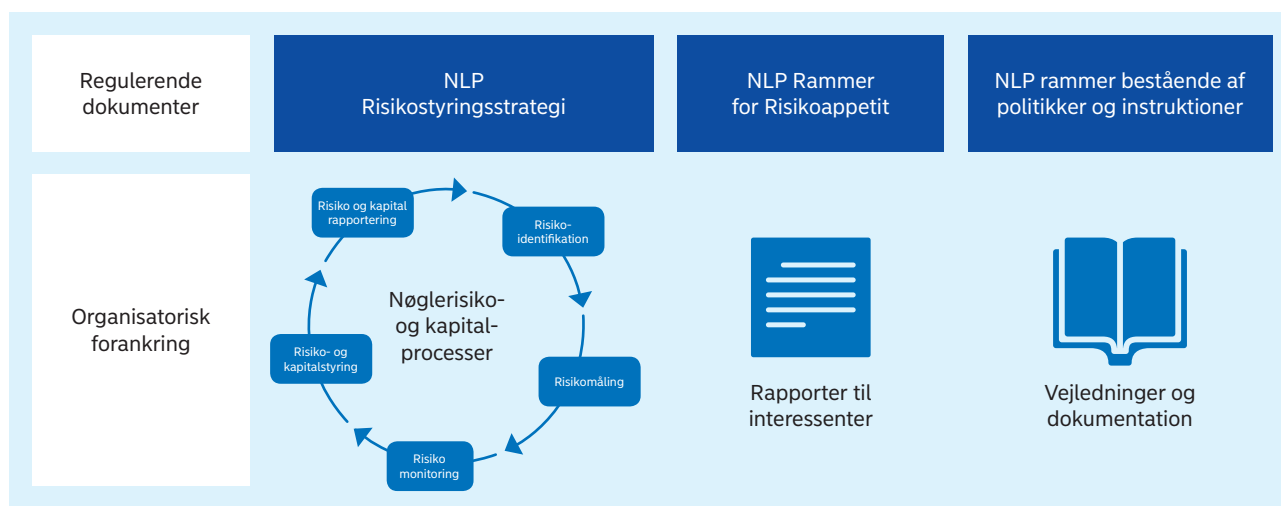 Regulerende
dokumenter
NLP
Risikostyringsstrategi
NLP Rammer
for Risikoappetit
NLP rammer bestående af
politikker og instruktioner
Organisatorisk
forankring
Risiko og kapital
rapportering
Risiko-
identifikation
Nøglerisiko-
og kapital-
processer
Risiko- og
kapitalstyring
Risikomåling
Risiko
monitoring
Rapporter til
interessenter
Vejledninger og
dokumentation